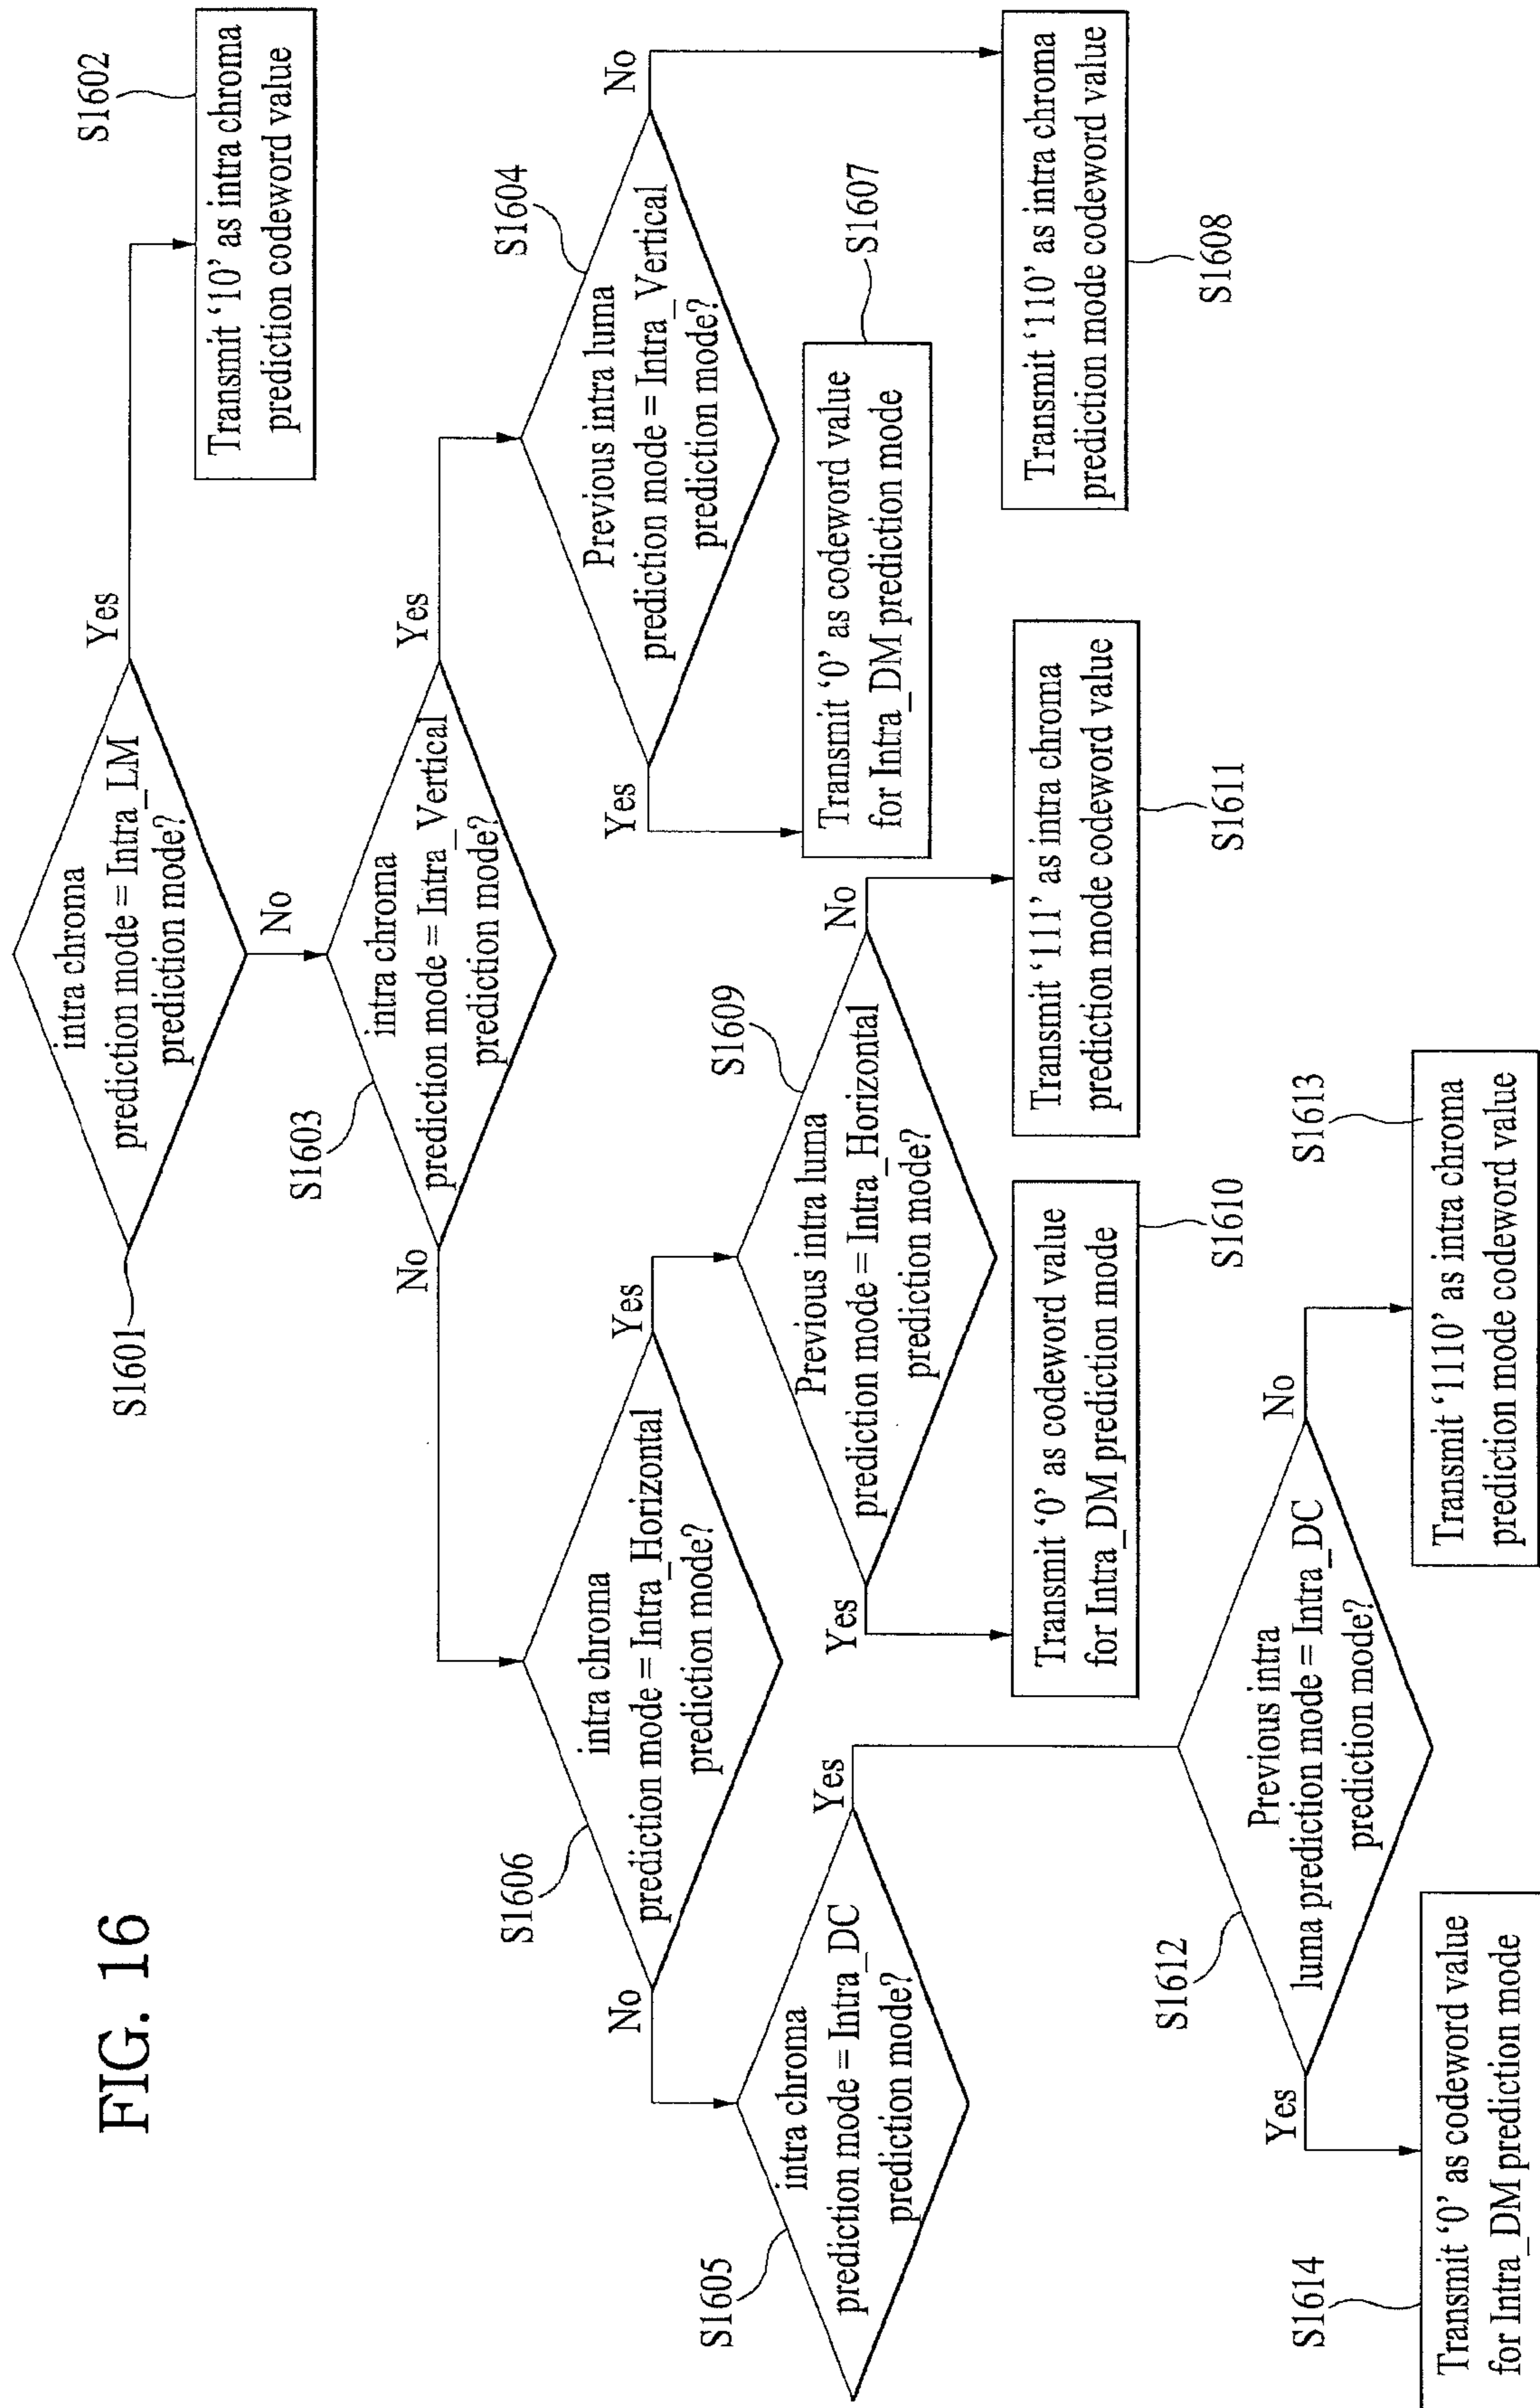 FIG. 16
S1601
intra chroma
prediction mode = Intra_LM
prediction mode?
Yes
No
S1602
Transmit ‘10’ as intra chroma
prediction codeword value
S1603
intra chroma
prediction mode = Intra_Vertical
prediction mode?
No
Yes
S1604
Previous intra luma
prediction mode = Intra_Vertical
prediction mode?
Yes
No
S1606
intra chroma
prediction mode = Intra_Horizontal
prediction mode?
No
Yes
S1607
Transmit ‘0’ as codeword value
for Intra_DM prediction mode
S1605
intra chroma
prediction mode = Intra_DC
prediction mode?
Yes
S1609
Previous intra luma
prediction mode = Intra_Horizontal
prediction mode?
Yes
No
Transmit ‘110’ as intra chroma
prediction mode codeword value
S1608
Transmit ‘0’ as codeword value
for Intra_DM prediction mode
S1610
Transmit ‘111’ as intra chroma
prediction mode codeword value
S1611
S1612
Previous intra
luma prediction mode = Intra_DC
prediction mode?
Yes
No
S1614
Transmit ‘0’ as codeword value
for Intra_DM prediction mode
S1613
Transmit ‘1110’ as intra chroma
prediction mode codeword value